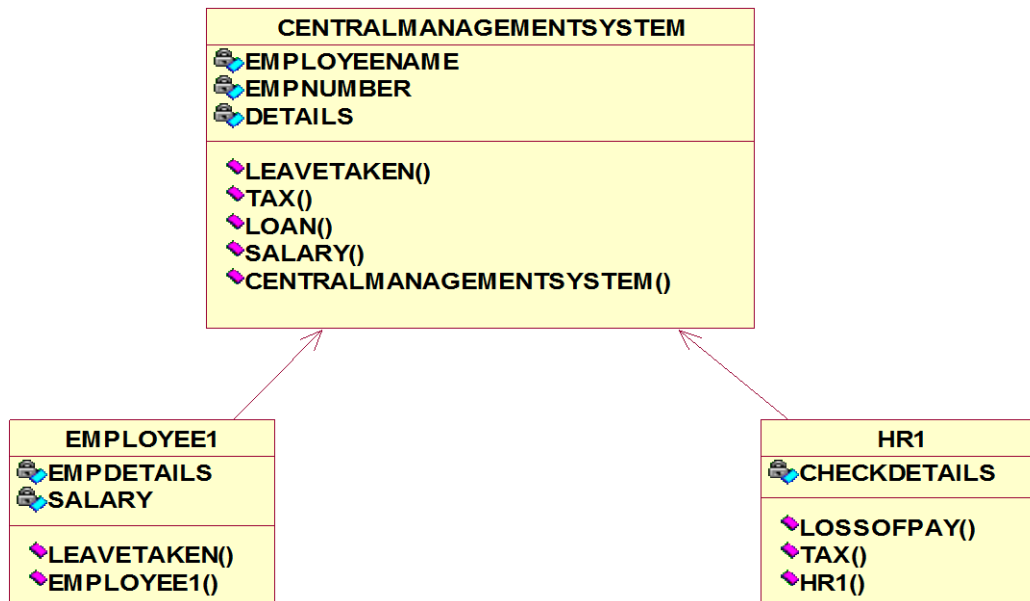 CENTRALMANAGEMENTSYSTEM
EMPLOYEENAME
EMPNUMBER
DETAILS
LEAVETAKEN()
TAX()
LOAN()
SALARY()
CENTRALMANAGEMENTSYSTEM()
EMPLOYEE1
EMPDETAILS
SALARY
LEAVETAKEN()
EMPLOYEE1()
HR1
CHECKDETAILS
LOSSOFPAY()
TAX()
HR1()